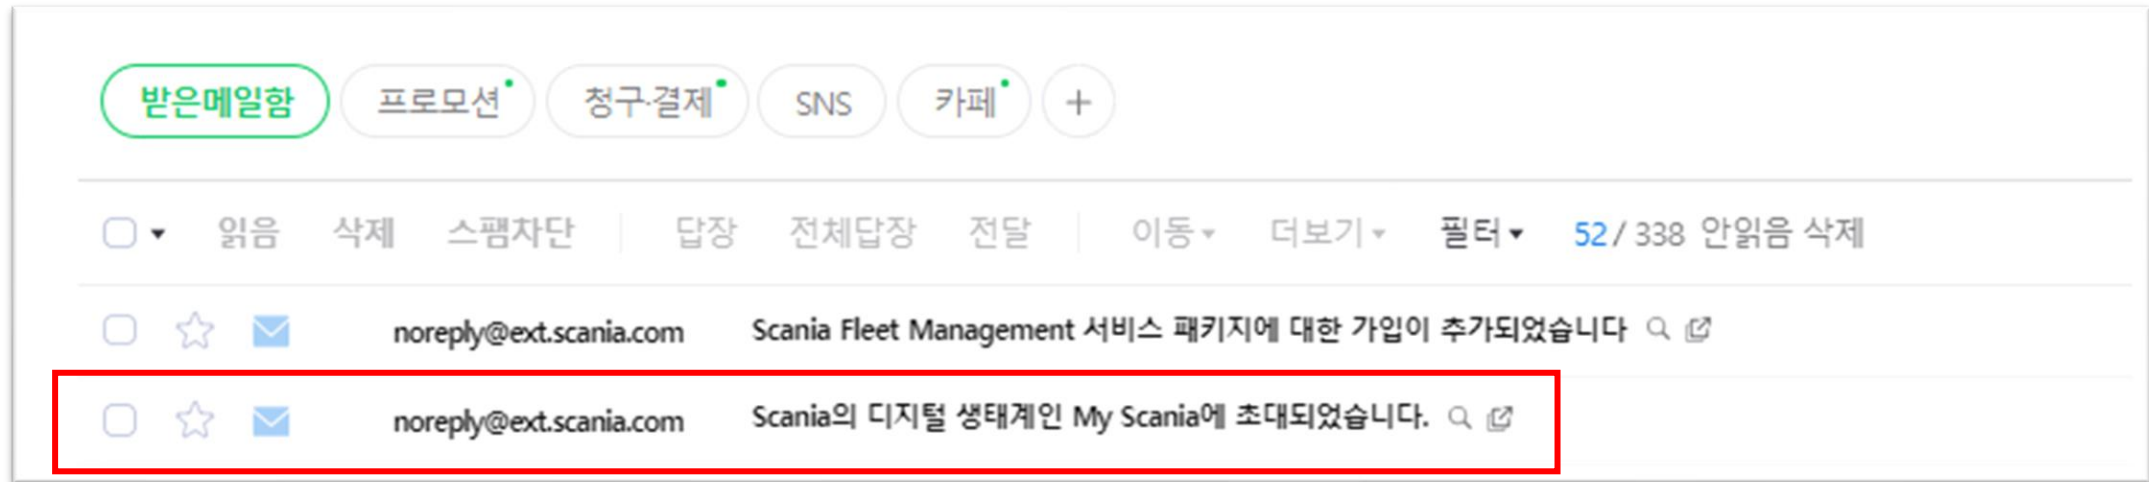 받은메일함 프로모션 청구·결제 SNS 카페 +
읽음 삭제 스팸차단 답장 전체답장 전달 이동 더보기 필터 52 / 338 안읽음 삭제
noreply@ext.scania.com Scania Fleet Management 서비스 패키지에 대한 가입이 추가되었습니다
noreply@ext.scania.com Scania의 디지털 생태계인 My Scania에 초대되었습니다.